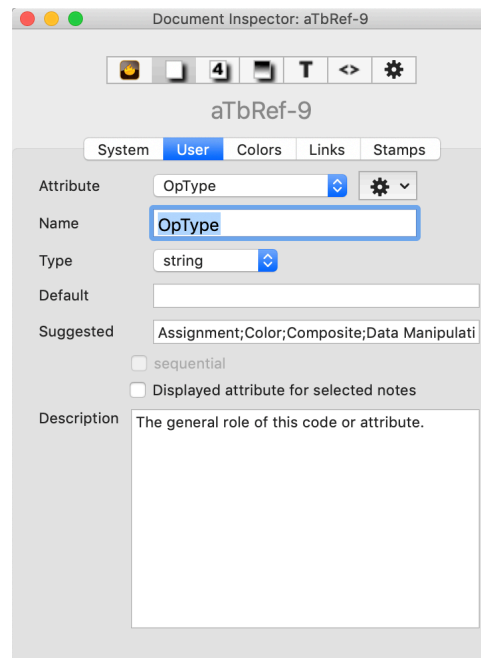 Document Inspector: aTbRef-9
4 T <>
aTbRef-9
System User Colors Links Stamps
Attribute OpType
Name OpType
Type string
Default
Suggested Assignment;Color;Composite;Data Manipulati
sequential
Displayed attribute for selected notes
Description The general role of this code or attribute.